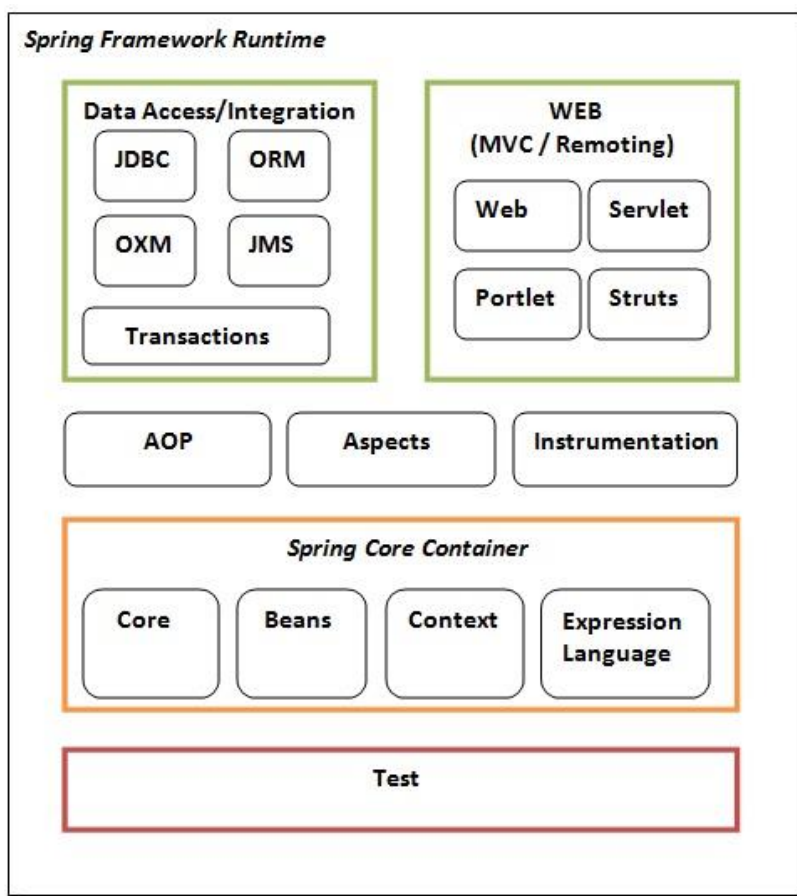 Spring Framework Runtime
Data Access/Integration
JDBC
ORM
OXM
JMS
Transactions
WEB
(MVC / Remoting)
Web
Servlet
Portlet
Struts
AOP
Aspects
Instrumentation
Spring Core Container
Core
Beans
Context
Expression
Language
Test